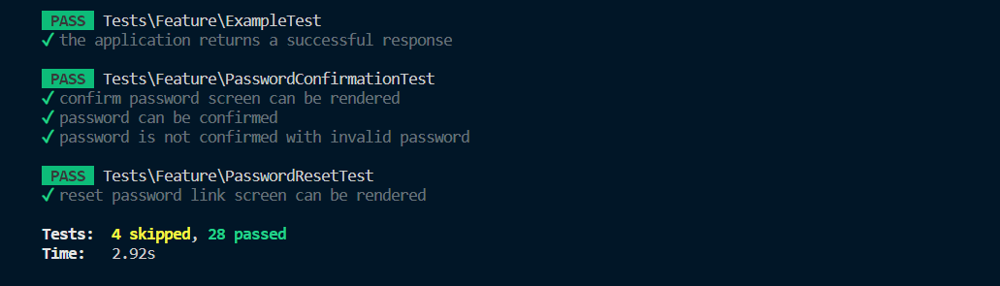 PASS Tests\Feature\ExampleTest
✓ the application returns a successful response
PASS Tests\Feature\PasswordConfirmationTest
✓ confirm password screen can be rendered
✓ password can be confirmed
✓ password is not confirmed with invalid password
PASS Tests\Feature\PasswordResetTest
✓ reset password link screen can be rendered
Tests: 4 skipped, 28 passed
Time: 2.92s